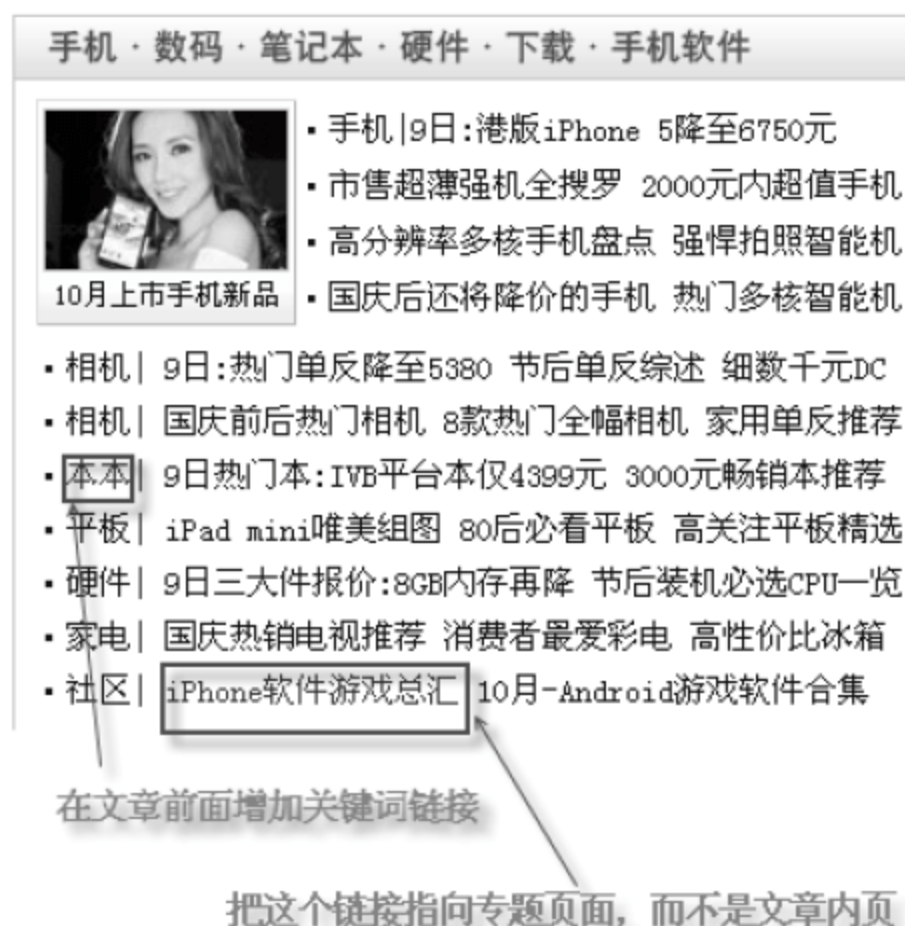 手机 · 数码 · 笔记本 · 硬件 · 下载 · 手机软件
▪ 手机|9日:港版iPhone 5降至6750元
▪ 市售超薄强机全搜罗 2000元内超值手机
▪ 高分辨率多核手机盘点 强悍拍照智能机
10月上市手机新品
▪ 国庆后还将降价的手机 热门多核智能机
▪ 相机| 9日:热门单反降至5380 节后单反综述 细数千元DC
▪ 相机| 国庆前后热门相机 8款热门全幅相机 家用单反推荐
▪ 本本| 9日热门本:IVB平台本仅4399元 3000元畅销本推荐
▪ 平板| iPad mini唯美组图 80后必看平板 高关注平板精选
▪ 硬件| 9日三大件报价:8GB内存再降 节后装机必选CPU一览
▪ 家电| 国庆热销电视推荐 消费者最爱彩电 高性价比冰箱
▪ 社区| iPhone软件游戏总汇 10月-Android游戏软件合集
在文章前面增加关键词链接
把这个链接指向专题页面，而不是文章内页